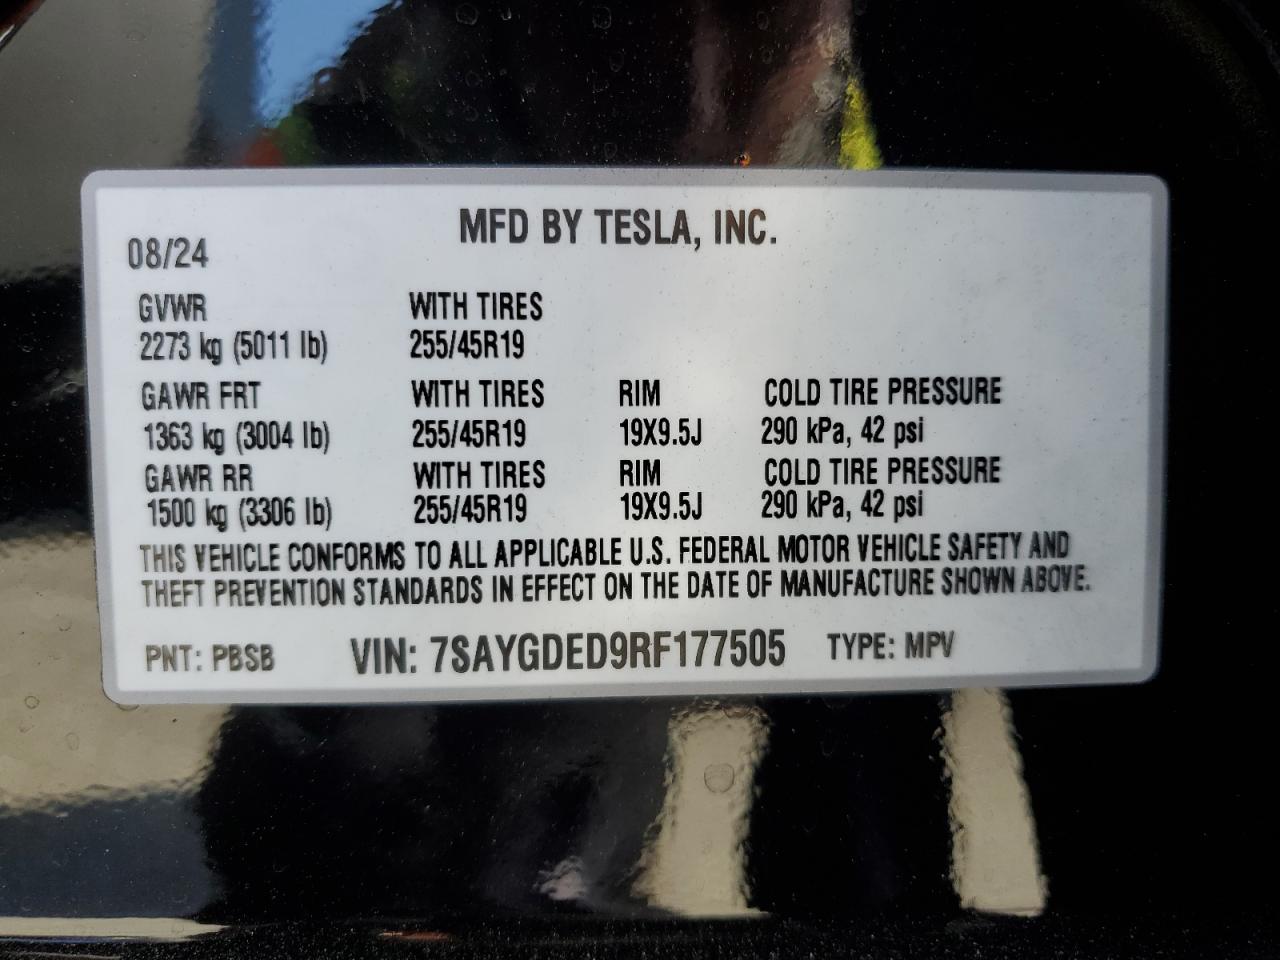 MFD BY TESLA, INC.
08/24
GVWR WITH TIRES
2273 kg (5011 lb) 255/45R19
GAWR FRT WITH TIRES RIM COLD TIRE PRESSURE
1363 kg (3004 lb) 255/45R19 19X9.5J 290 kPa, 42 psi
GAWR RR WITH TIRES RIM COLD TIRE PRESSURE
1500 kg (3306 lb) 255/45R19 19X9.5J 290 kPa, 42 psi
THIS VEHICLE CONFORMS TO ALL APPLICABLE U.S. FEDERAL MOTOR VEHICLE SAFETY AND
THEFT PREVENTION STANDARDS IN EFFECT ON THE DATE OF MANUFACTURE SHOWN ABOVE.
PNT: PBSB VIN: 7SAYGDED9RF177505 TYPE: MPV